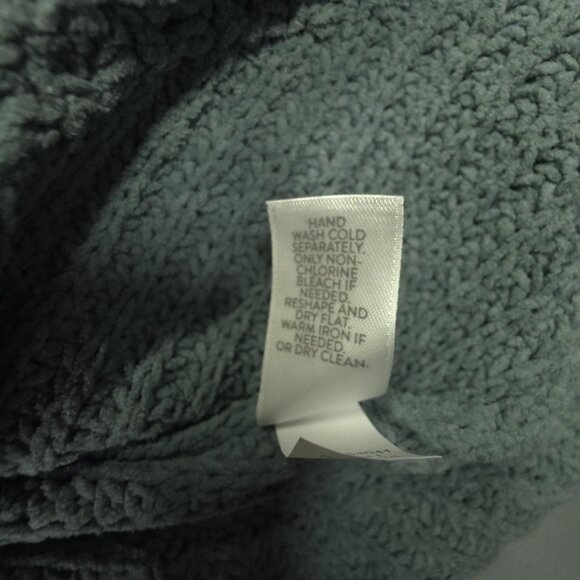 HAND
WASH COLD
SEPARATELY.
ONLY NON-
CHLORINE
BLEACH IF
NEEDED.
RESHAPE AND
DRY FLAT.
WARM IRON IF
NEEDED.
OR DRY CLEAN-